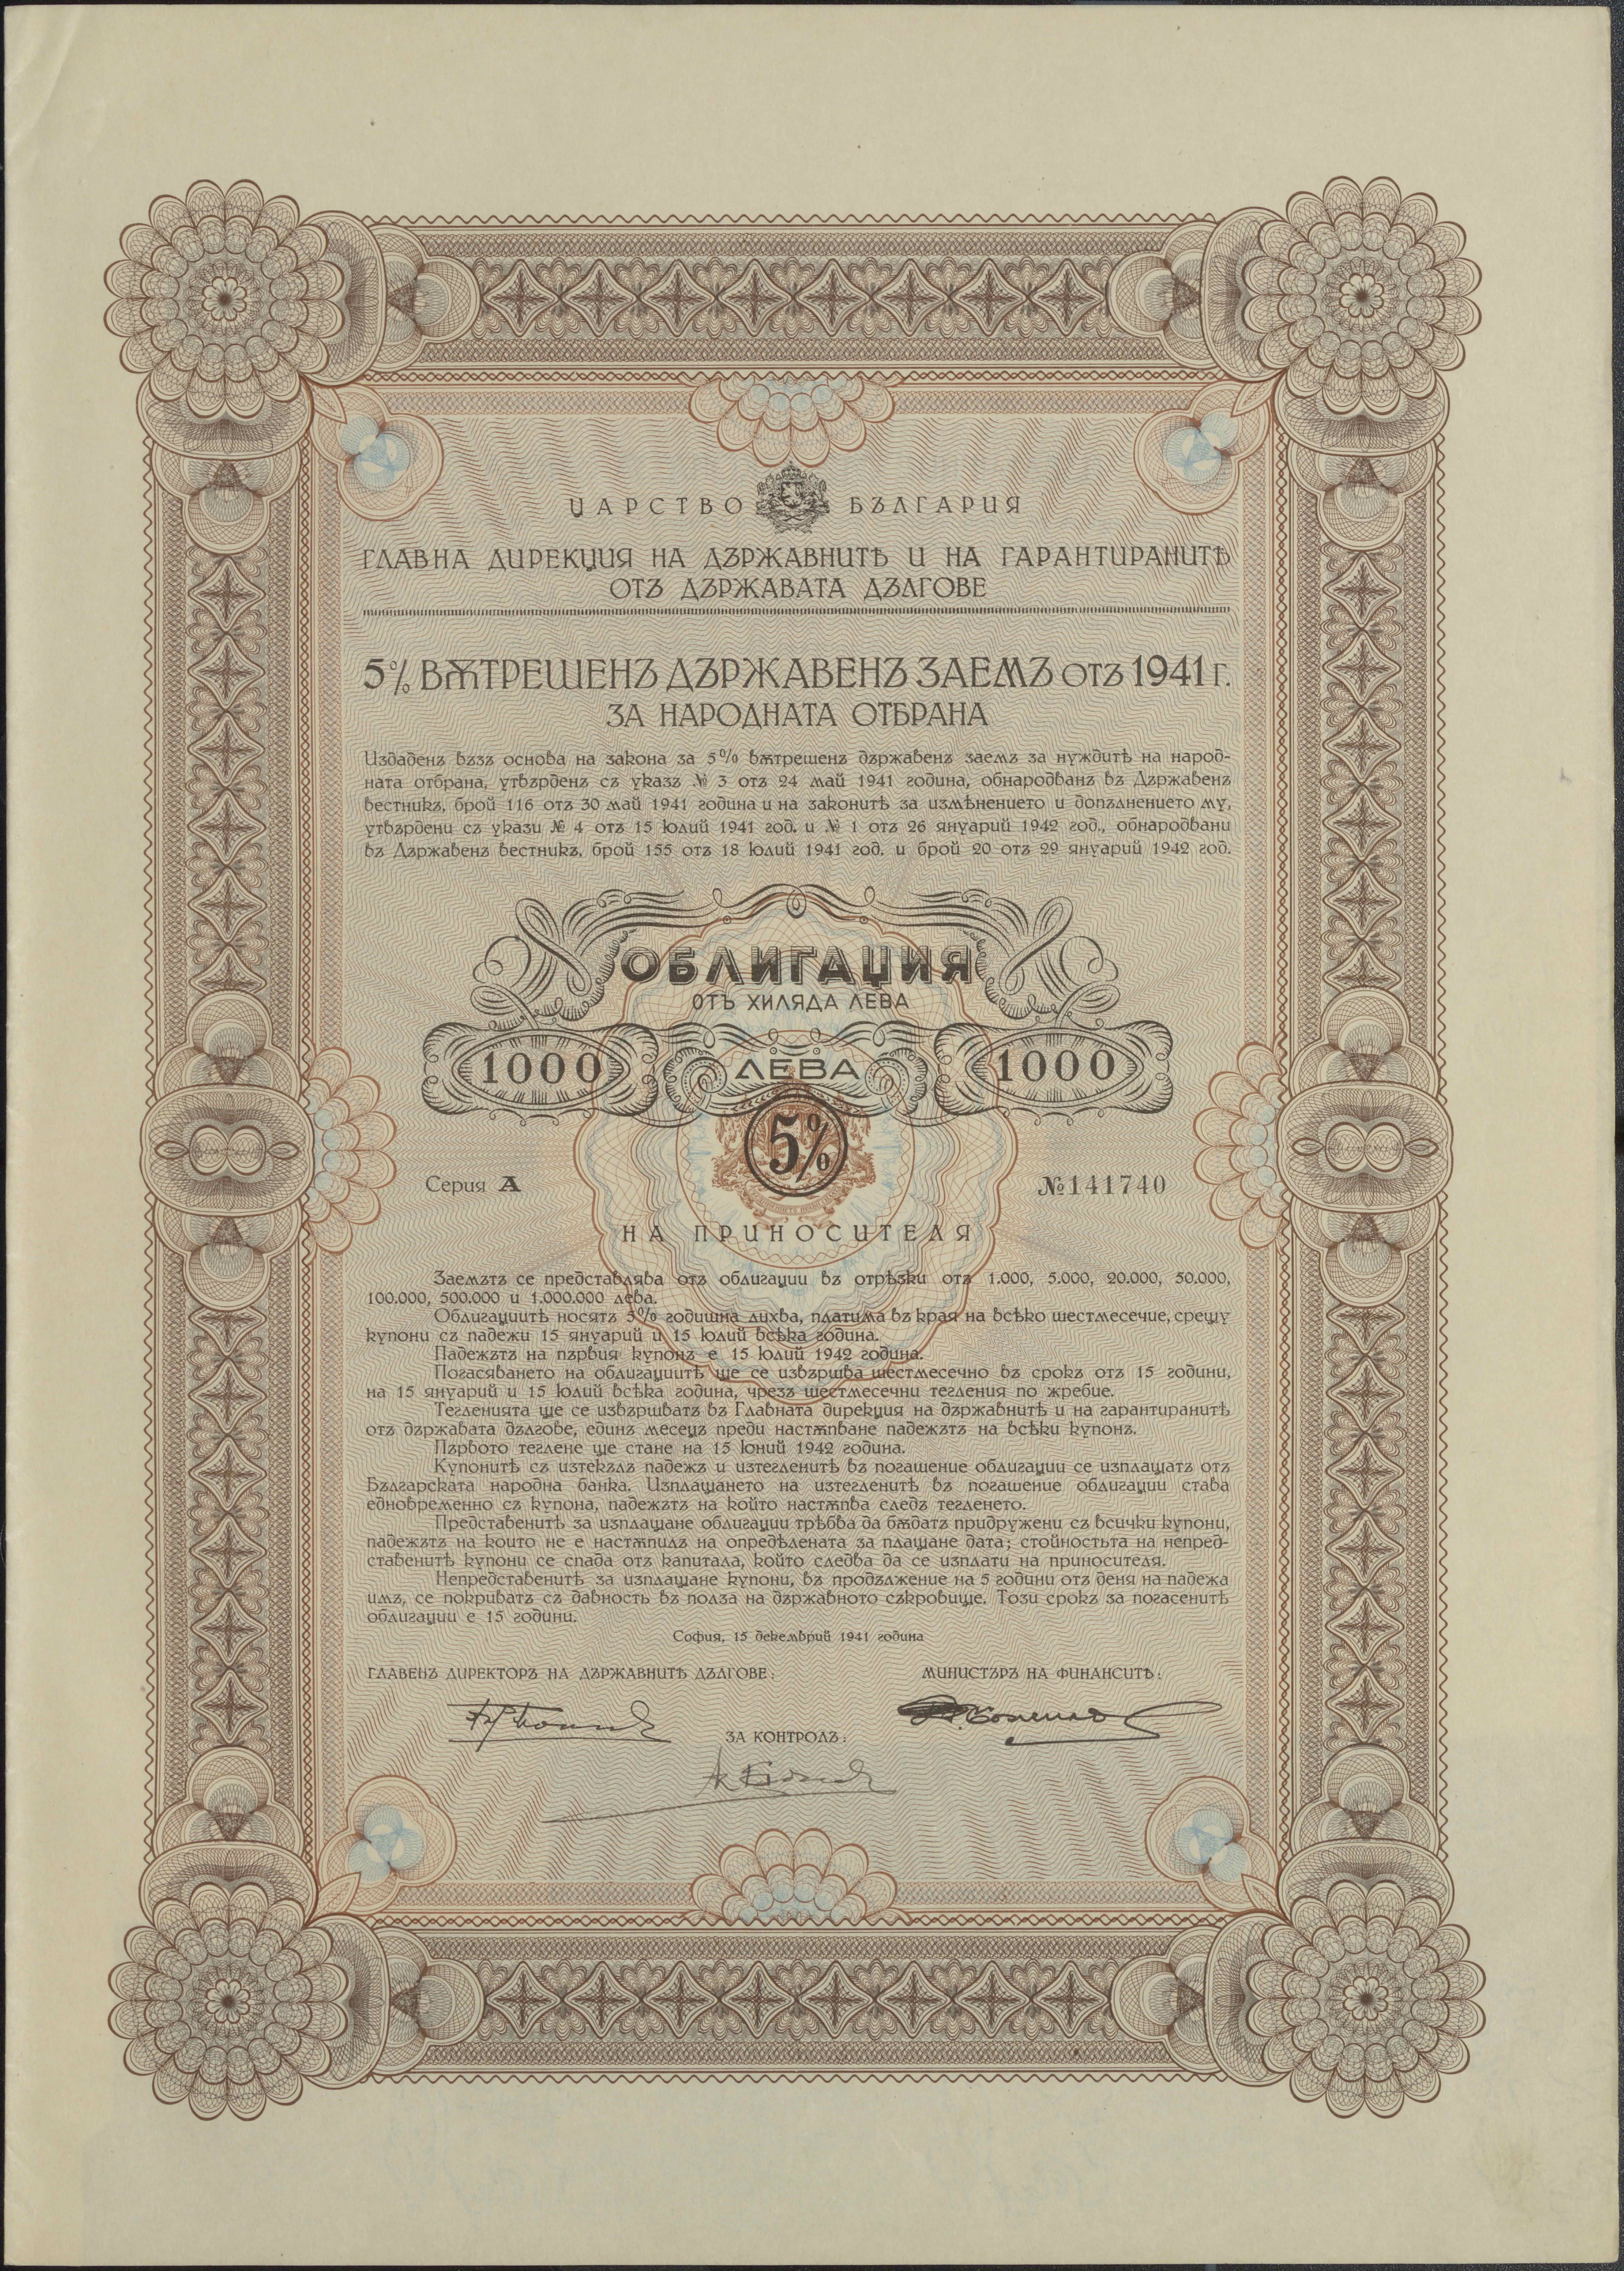 ЦАРСТВО БЪЛГАРИЯ
ГЛАВНА ДИРЕКЦИЯ НА ДЪРЖАВНИТѢ И НА ГАРАНТИРАНИТѢ
ОТЪ ДЪРЖАВАТА ДЪЛГОВЕ
5% ВѪТРЕШЕНЪ ДЪРЖАВЕНЪ ЗАЕМЪ ОТЪ 1941 Г.
ЗА НАРОДНАТА ОТБРАНА
Издаденъ възъ основа на закона за 5% вѫтрешенъ държавенъ заемъ за нуждитѣ на народ-
ната отбрана, утвърденъ съ указъ № 3 отъ 24 май 1941 година, обнародванъ въ Държавенъ
вестникъ, брой 116 отъ 30 май 1941 година и на законитѣ за измѣнението и допълнението му,
утвърдени съ укази № 4 отъ 15 юлий 1941 год. и № 1 отъ 26 януарий 1942 год., обнародвани
въ Държавенъ вестникъ, брой 155 отъ 18 юлий 1941 год. и брой 20 отъ 29 януарий 1942 год.
ОБЛИГАЦИЯ
ОТЪ ХИЛЯДА ЛЕВА
1000 ЛЕВА 1000
5%
Серия А №141740
НА ПРИНОСИТЕЛЯ
Заемътъ се представлява отъ облигации въ отрѣзки отъ 1.000, 5.000, 20.000, 50.000,
100.000, 500.000 и 1.000.000 лева.
Облигациитѣ носятъ 5% годишна лихва, платима въ края на всѣко шестмесечие, срещу
купони съ падежи 15 януарий и 15 юлий всѣка година.
Падежътъ на първия купонъ е 15 юлий 1942 година.
Погасяването на облигациитѣ ще се извършва шестмесечно въ срокъ отъ 15 години,
на 15 януарий и 15 юлий всѣка година, чрезъ шестмесечни тегления по жребие.
Тегленията ще се извършватъ въ Главната дирекция на държавнитѣ и на гарантиранитѣ
отъ държавата дългове, единъ месецъ преди настѫпване падежътъ на всѣки купонъ.
Първото теглене ще стане на 15 юний 1942 година.
Купонитѣ съ изтекълъ падежъ и изтегленитѣ въ погашение облигации се изплащатъ отъ
Българската народна банка. Изплащането на изтегленитѣ въ погашение облигации става
едновременно съ купона, падежътъ на който настѫпва следъ тегленето.
Представенитѣ за изплащане облигации трѣбва да бѫдатъ придружени съ всички купони,
падежътъ на които не е настѫпилъ на опредѣлената за плащане дата; стойностьта на непред-
ставенитѣ купони се спада отъ капитала, който следва да се изплати на приносителя.
Непредставенитѣ за изплащане купони, въ продължение на 5 години отъ деня на падежа
имъ, се покриватъ съ давность въ полза на държавното съкровище. Този срокъ за погасенитѣ
облигации е 15 години.
София, 15 декемврий 1941 година
ГЛАВЕНЪ ДИРЕКТОРЪ НА ДЪРЖАВНИТѢ ДЪЛГОВЕ: МИНИСТЪРЪ НА ФИНАНСИТѢ:
ЗА КОНТРОЛЪ: